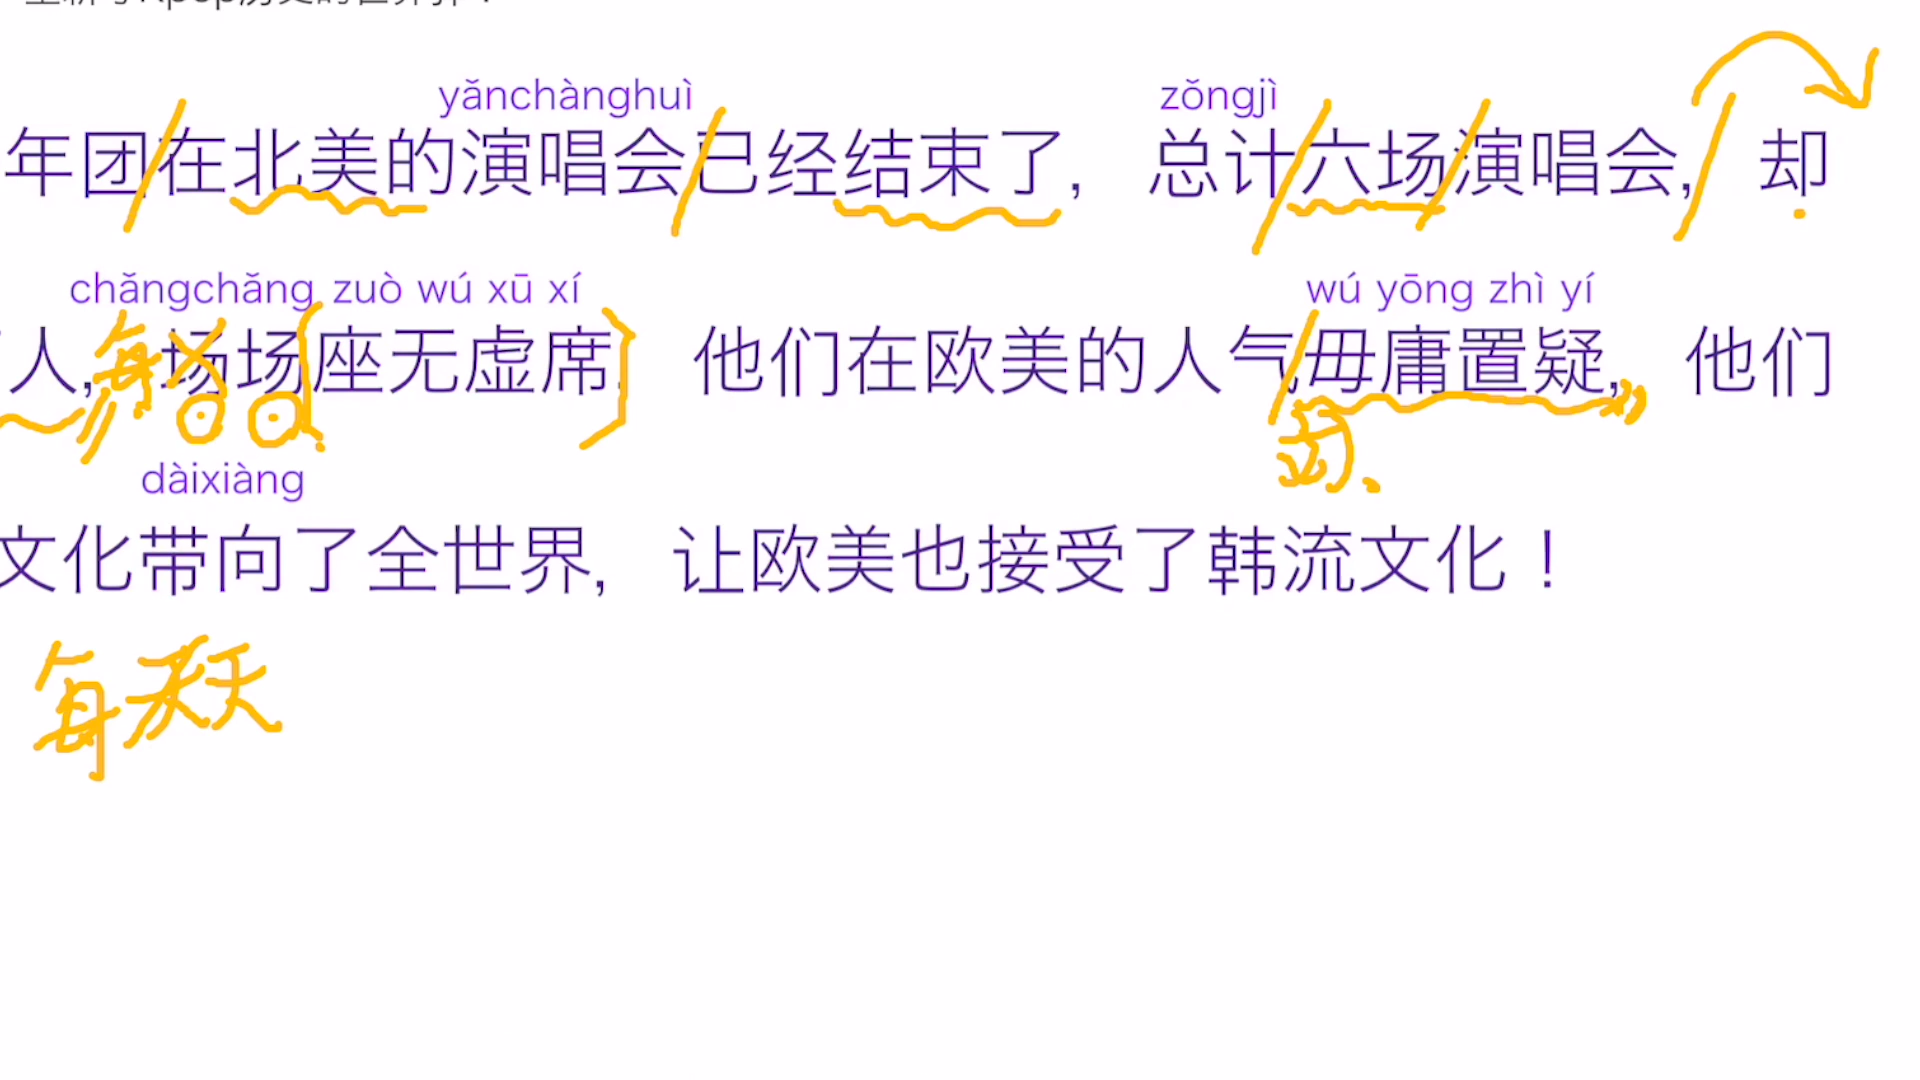 yǎnchànghuì zǒngjì
年团在北美的演唱会已经结束了, 总计六场演唱会, 却
chǎngchǎng zuò wú xū xí wú yōng zhì yí
人, 每场场座无虚席, 他们在欧美的人气毋庸置疑, 他们
dàixiàng
文化带向了全世界, 让欧美也接受了韩流文化！
每天天